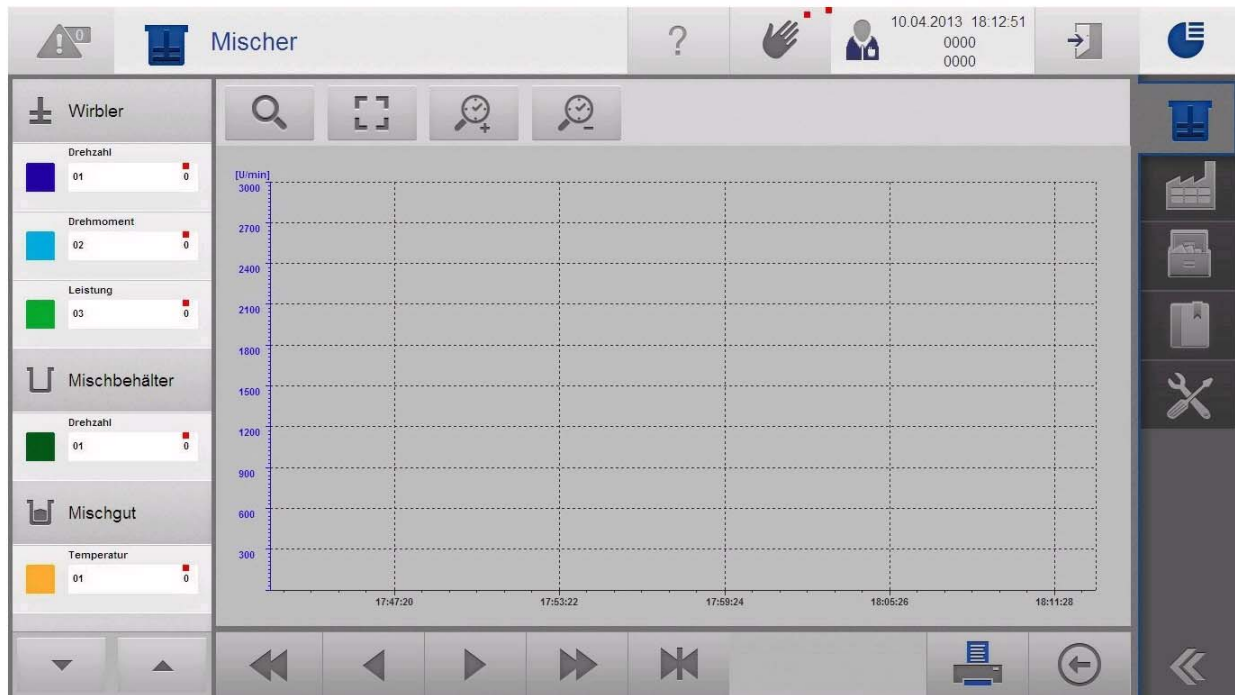 0
Mischer
?
10.04.2013 18:12:51
0000
0000
Wirbler
Drehzahl
01 0
Drehmoment
02 0
Leistung
03 0
Mischbehälter
Drehzahl
01 0
Mischgut
Temperatur
01 0
[U/min]
3000
2700
2400
2100
1800
1500
1200
900
600
300
17:47:20 17:53:22 17:59:24 18:05:26 18:11:28